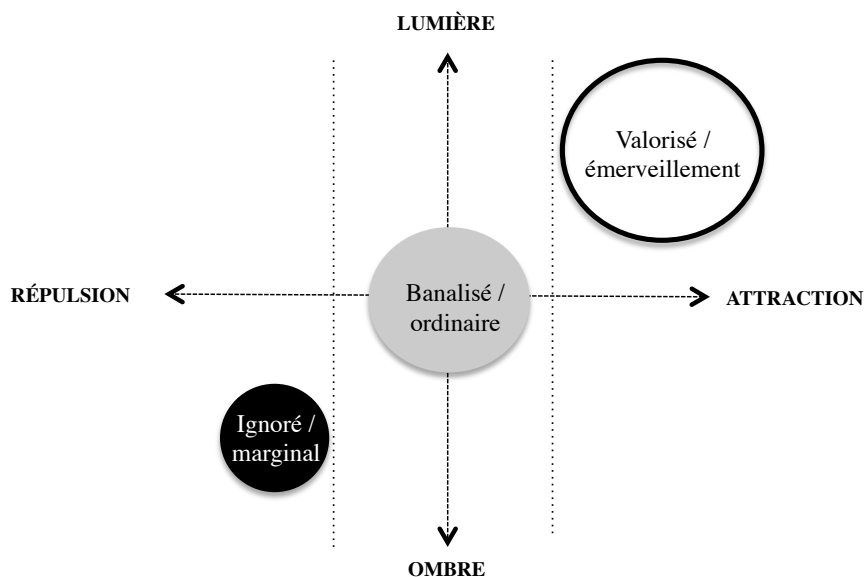 LUMIÈRE
Valorisé /
émerveillement
RÉPULSION
Banalisé /
ordinaire
ATTRACTION
Ignoré /
marginal
OMBRE